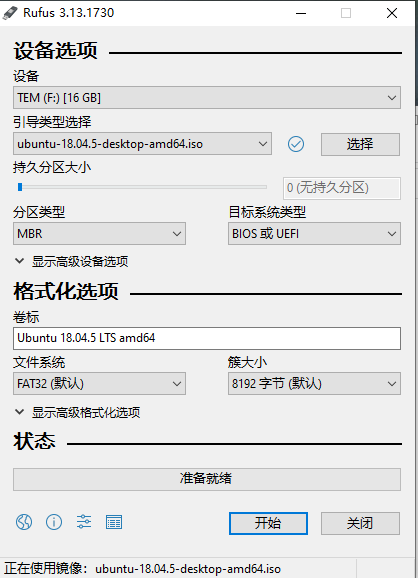 Rufus 3.13.1730
设备选项
设备
TEM (F:) [16 GB]
引导类型选择
ubuntu-18.04.5-desktop-amd64.iso 选择
持久分区大小
0 (无持久分区)
分区类型 目标系统类型
MBR BIOS 或 UEFI
显示高级设备选项
格式化选项
卷标
Ubuntu 18.04.5 LTS amd64
文件系统 簇大小
FAT32 (默认) 8192 字节 (默认)
显示高级格式化选项
状态
准备就绪
开始 关闭
正在使用镜像：ubuntu-18.04.5-desktop-amd64.iso